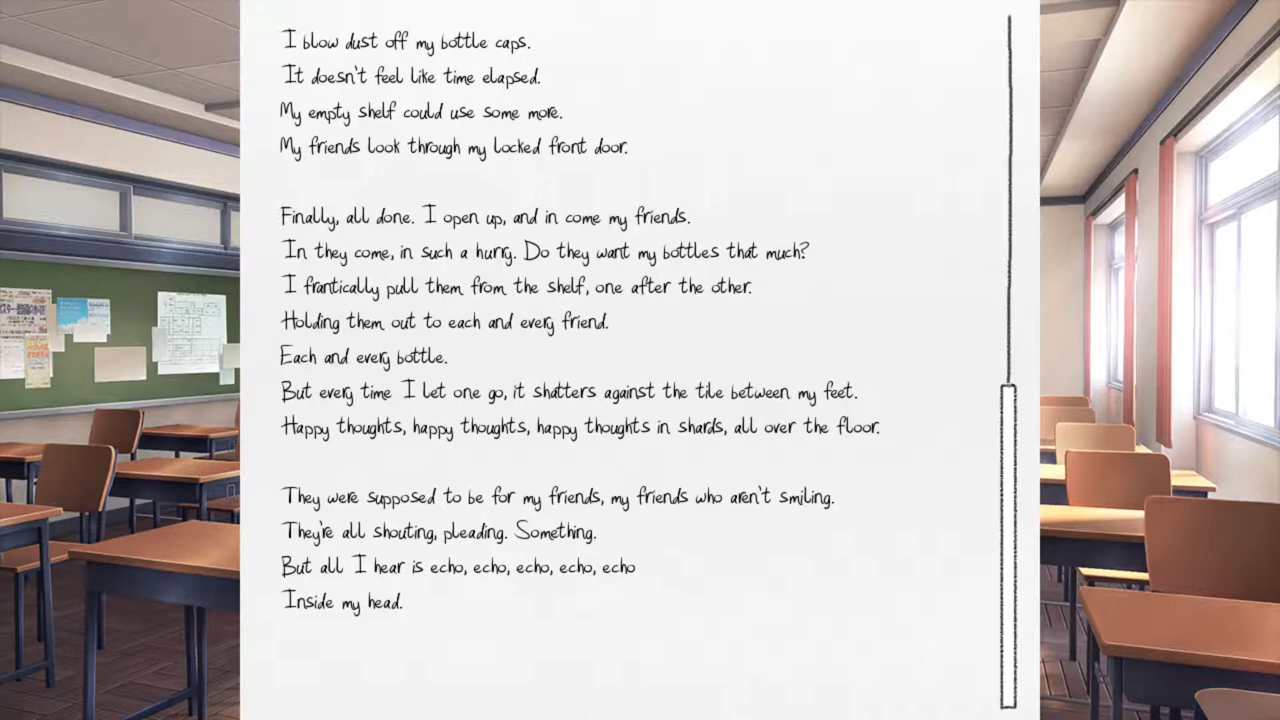 I blow dust off my bottle caps.
It doesn't feel like time elapsed.
My empty shelf could use some more.
My friends look through my locked front door.
Finally, all done. I open up, and in come my friends.
In they come, in such a hurry. Do they want my bottles that much?
I frantically pull them from the shelf, one after the other.
Holding them out to each and every friend.
Each and every bottle.
But every time I let one go, it shatters against the tile between my feet.
Happy thoughts, happy thoughts, happy thoughts in shards, all over the floor.
They were supposed to be for my friends, my friends who aren't smiling.
They're all shouting, pleading. Something.
But all I hear is echo, echo, echo, echo, echo
Inside my head.